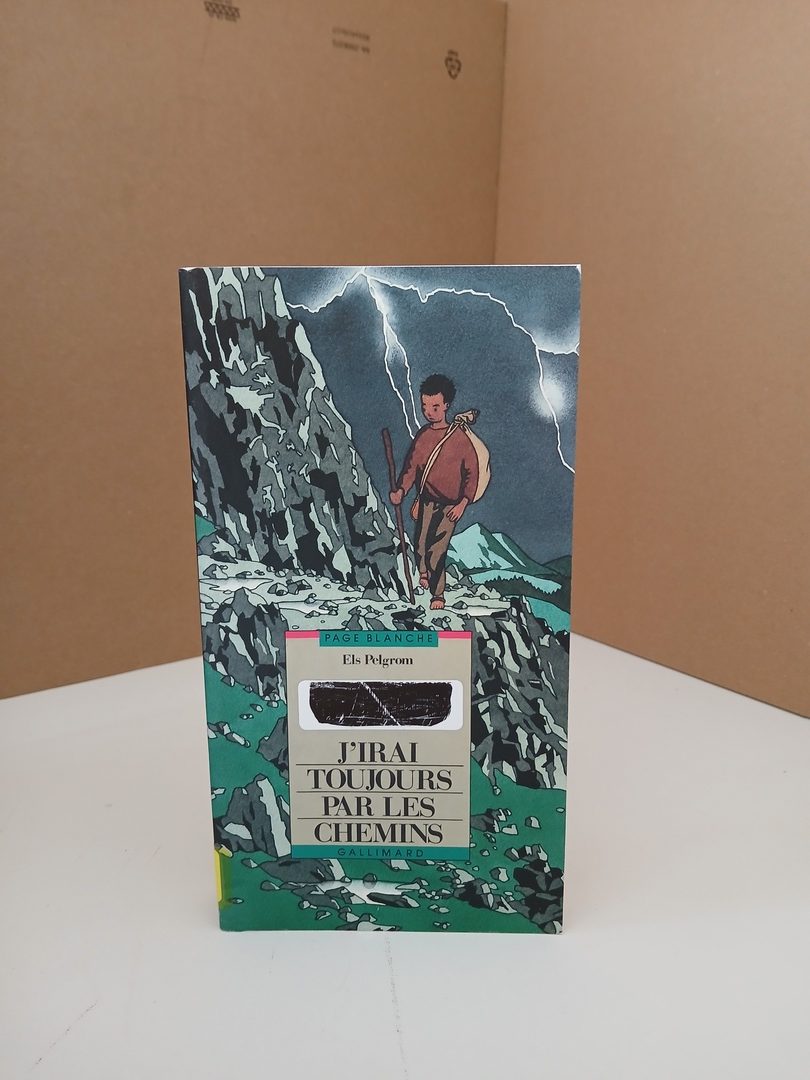 PAGE BLANCHE
Els Pelgrom
J'IRAI
TOUJOURS
PAR LES
CHEMINS
GALLIMARD